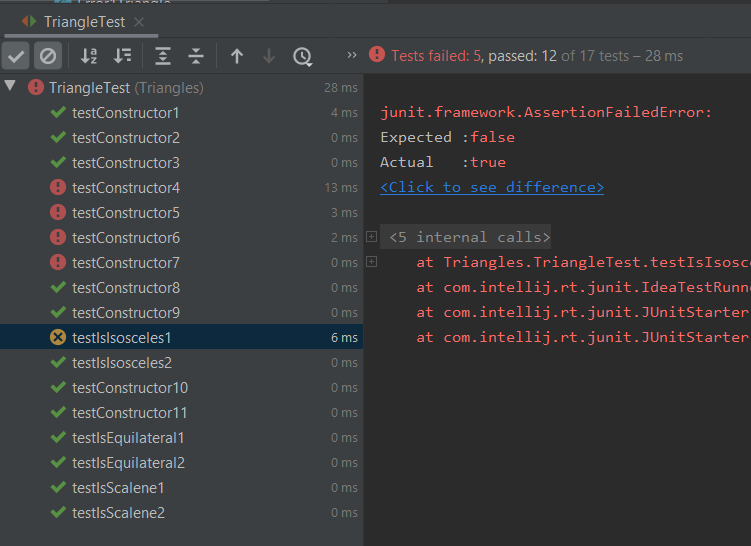 TriangleTest
Tests failed: 5, passed: 12 of 17 tests – 28 ms
TriangleTest (Triangles) 28 ms
testConstructor1 4 ms
testConstructor2 0 ms
testConstructor3 0 ms
testConstructor4 13 ms
testConstructor5 3 ms
testConstructor6 2 ms
testConstructor7 0 ms
testConstructor8 0 ms
testConstructor9 0 ms
testIsIsosceles1 6 ms
testIsIsosceles2 0 ms
testConstructor10 0 ms
testConstructor11 0 ms
testIsEquilateral1 0 ms
testIsEquilateral2 0 ms
testIsScalene1 0 ms
testIsScalene2 0 ms
junit.framework.AssertionFailedError:
Expected :false
Actual :true
<Click to see difference>
<5 internal calls>
at Triangles.TriangleTest.testIsIsosc
at com.intellij.rt.junit.IdeaTestRunn
at com.intellij.rt.junit.JUnitStarter
at com.intellij.rt.junit.JUnitStarter